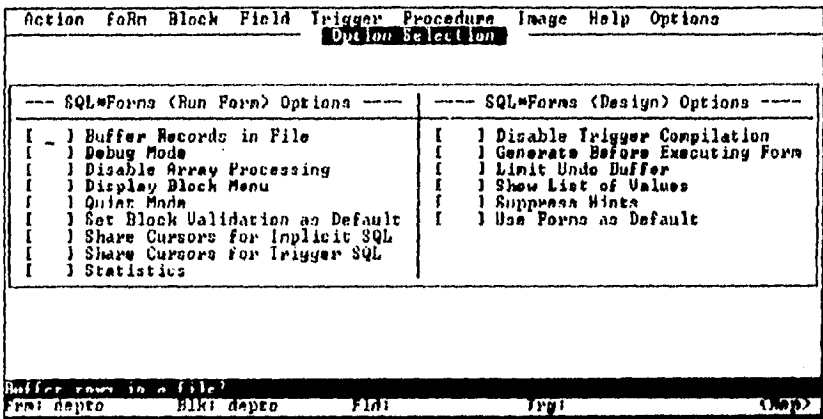 Action foRm Block Field Trigger Procedure Image Help Options
Option Selection
--- SQL*Forms (Run Form) Options ----
[ _ ] Buffer Records in File
[ ] Debug Mode
[ ] Disable Array Processing
[ ] Display Block Menu
[ ] Quiet Mode
[ ] Set Block Validation as Default
[ ] Share Cursors for Implicit SQL
[ ] Share Cursors for Trigger SQL
[ ] Statistics
---- SQL*Forms (Design) Options ----
[ ] Disable Trigger Compilation
[ ] Generate Before Executing Form
[ ] Limit Undo Buffer
[ ] Show List of Values
[ ] Suppress Hints
[ ] Use Forms as Default
Buffer rows in a file?
Frm: depto Blk: depto Fld: Trg: <Rep>